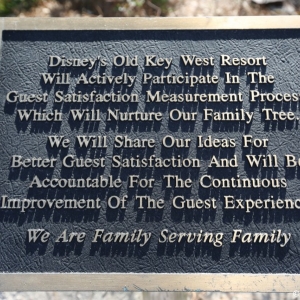 Disney's Old Key West Resort
Will Actively Participate In The
Guest Satisfaction Measurement Process
Which Will Nurture Our Family Tree.
We Will Share Our Ideas For
Better Guest Satisfaction And Will Be
Accountable For The Continuous
Improvement Of The Guest Experienc
We Are Family Serving Family